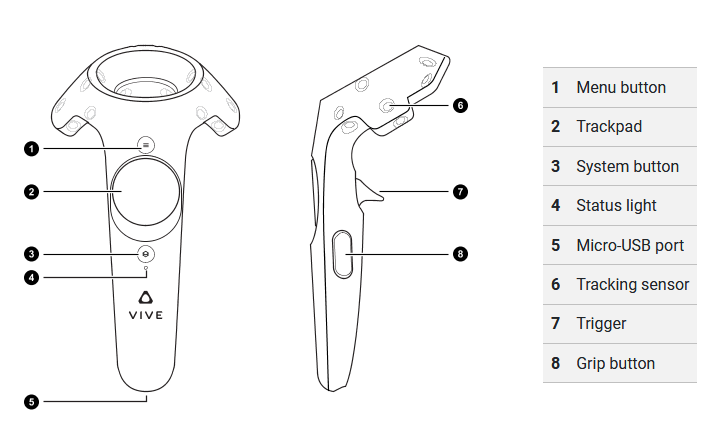 1
2
3
4
VIVE
5
6
7
8
1 Menu button
2 Trackpad
3 System button
4 Status light
5 Micro-USB port
6 Tracking sensor
7 Trigger
8 Grip button